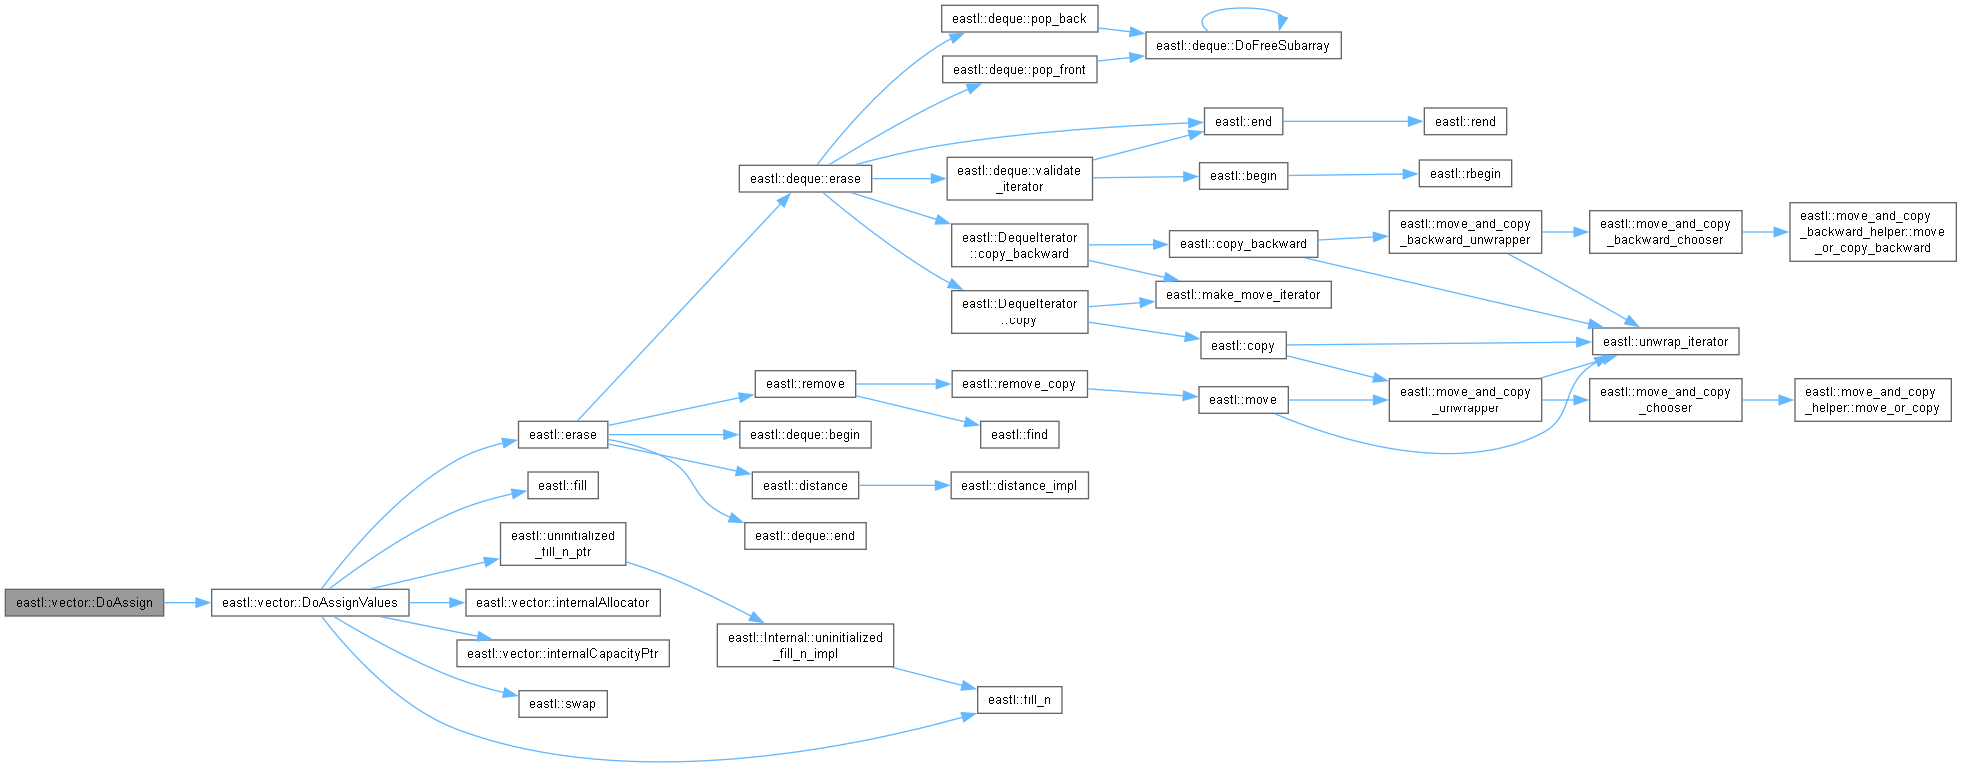 eastl::vector::DoAssign
eastl::vector::DoAssignValues
eastl::erase
eastl::fill
eastl::uninitialized
_fill_n_ptr
eastl::vector::internalAllocator
eastl::vector::internalCapacityPtr
eastl::swap
eastl::deque::erase
eastl::remove
eastl::deque::begin
eastl::distance
eastl::deque::end
eastl::Internal::uninitialized
_fill_n_impl
eastl::deque::pop_back
eastl::deque::pop_front
eastl::deque::validate
_iterator
eastl::DequeIterator
::copy_backward
eastl::DequeIterator
::copy
eastl::remove_copy
eastl::find
eastl::distance_impl
eastl::fill_n
eastl::deque::DoFreeSubarray
eastl::end
eastl::begin
eastl::copy_backward
eastl::make_move_iterator
eastl::copy
eastl::move
eastl::rend
eastl::rbegin
eastl::move_and_copy
_backward_unwrapper
eastl::move_and_copy
_unwrapper
eastl::move_and_copy
_backward_chooser
eastl::unwrap_iterator
eastl::move_and_copy
_chooser
eastl::move_and_copy
_backward_helper::move
_or_copy_backward
eastl::move_and_copy
_helper::move_or_copy